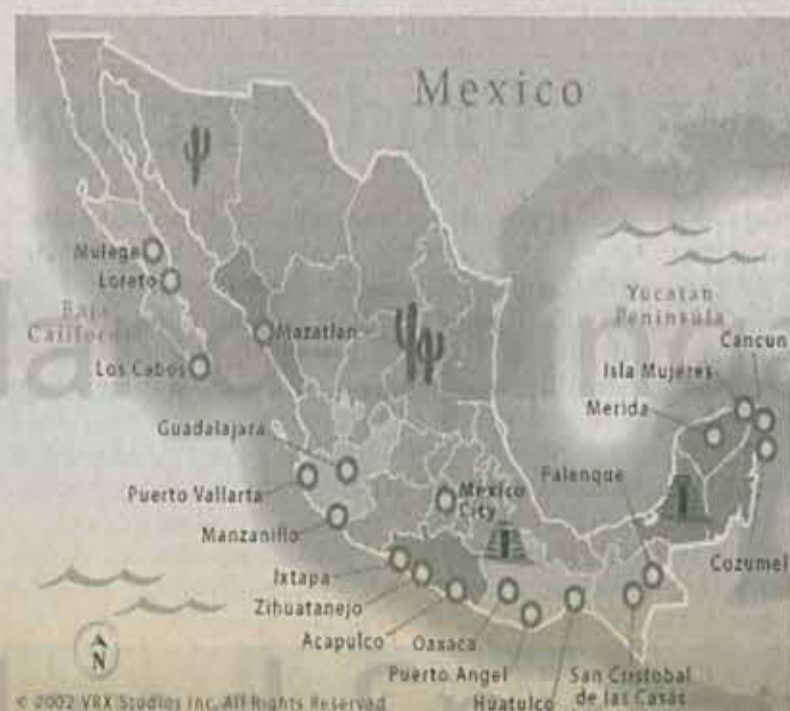 Mexico
Mulege
Loreto
Baja
California
Mazatlan
Los Cabos
Yucatan
Peninsula
Cancun
Isla Mujeres
Merida
Guadalajara
Palenque
Puerto Vallarta
Mexico
City
Manzanillo
Cozumel
Ixtapa
Zihuatanejo
Acapulco
Oaxaca
Puerto Angel
San Cristobal
de las Casas
Huatulco
N
© 2002 VRX Studios Inc. All Rights Reserved